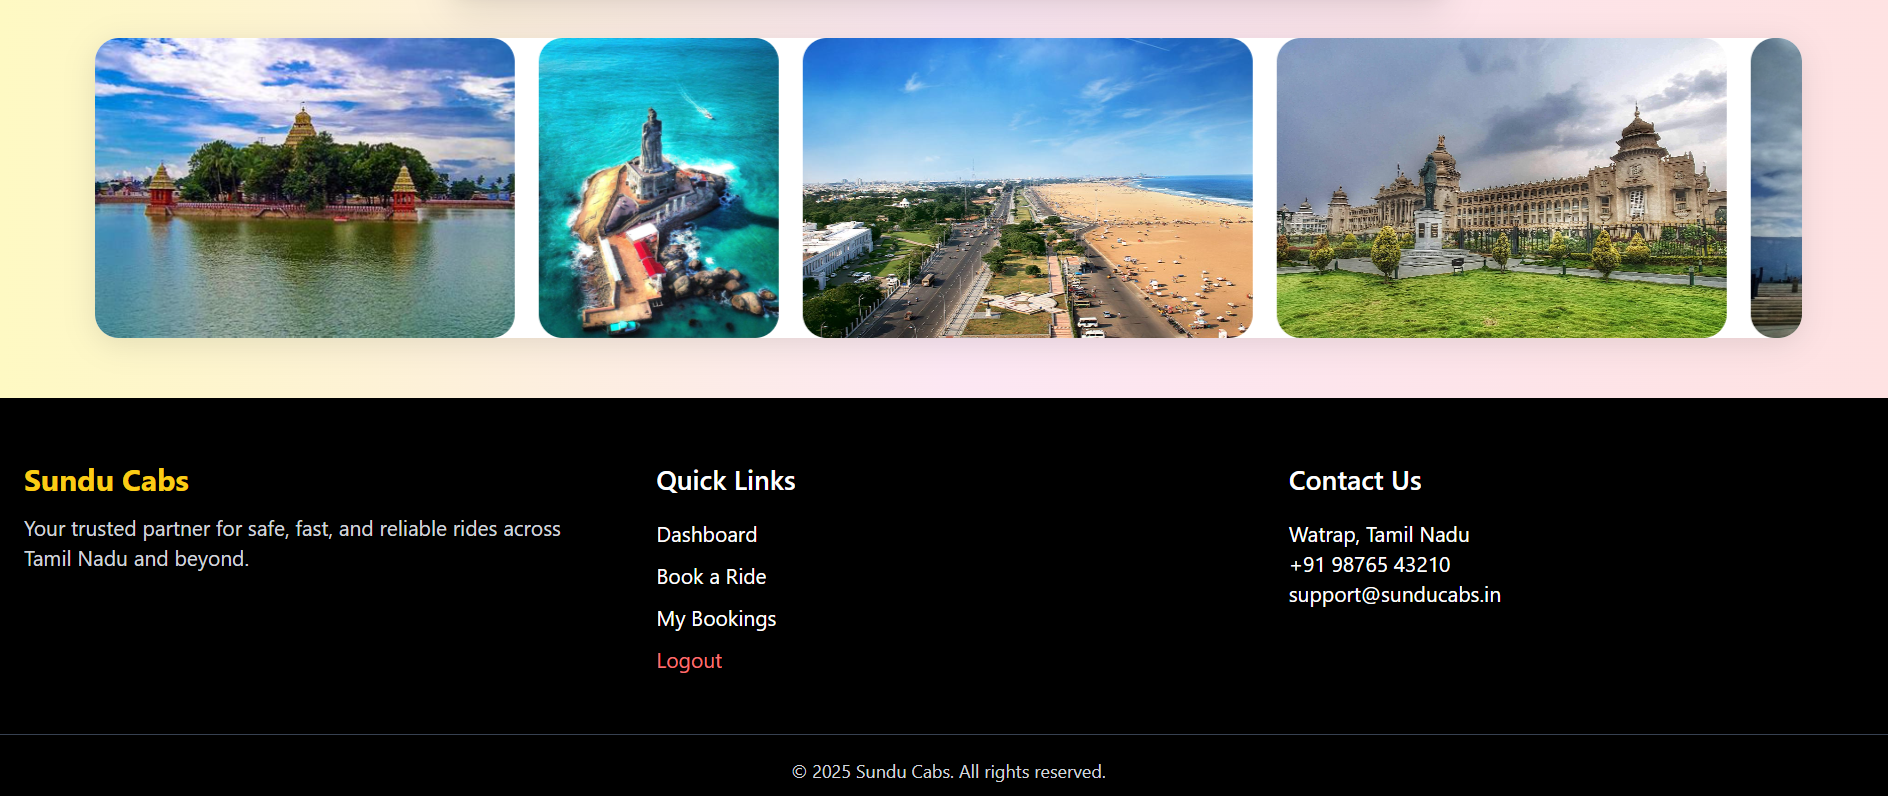 Sundu Cabs
Your trusted partner for safe, fast, and reliable rides across
Tamil Nadu and beyond.
Quick Links
Dashboard
Book a Ride
My Bookings
Logout
Contact Us
Watrap, Tamil Nadu
+91 98765 43210
support@sunducabs.in
© 2025 Sundu Cabs. All rights reserved.